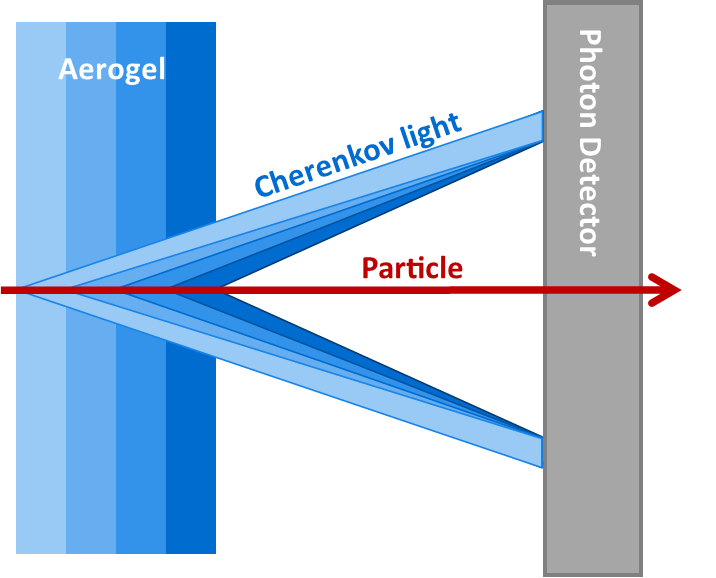 Aerogel
Cherenkov light
Particle
Photon Detector